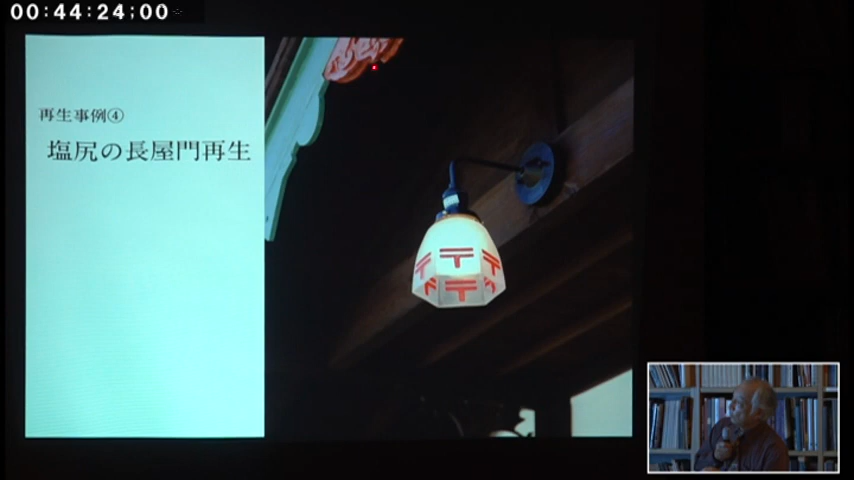 00:44:24;00
再生事例④
塩尻の長屋門再生
〒 〒 〒
〒 〒 〒